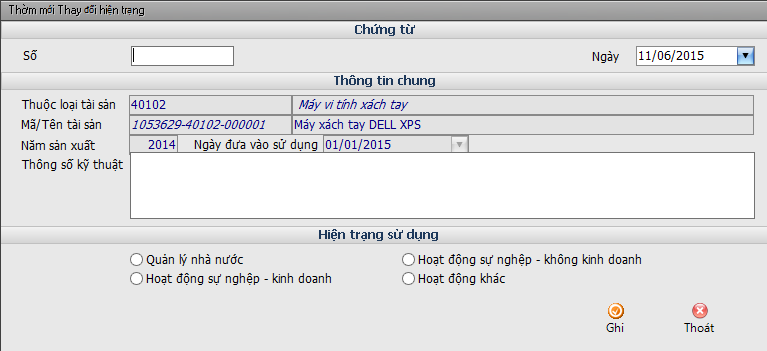 Thờm mới Thay đổi hiện trạng
Chứng từ
Số Ngày 11/06/2015
Thông tin chung
Thuộc loại tài sản 40102 Máy vi tính xách tay
Mã/Tên tài sản 1053629-40102-000001 Máy xách tay DELL XPS
Năm sản xuất 2014 Ngày đưa vào sử dụng 01/01/2015
Thông số kỹ thuật
Hiện trạng sử dụng
Quản lý nhà nước Hoạt động sự nghệp - không kinh doanh
Hoạt động sự nghệp - kinh doanh Hoạt động khác
Ghi Thoát